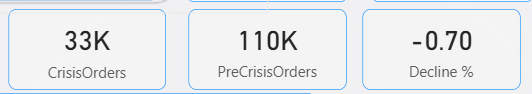 33K
CrisisOrders
110K
PreCrisisOrders
-0.70
Decline %